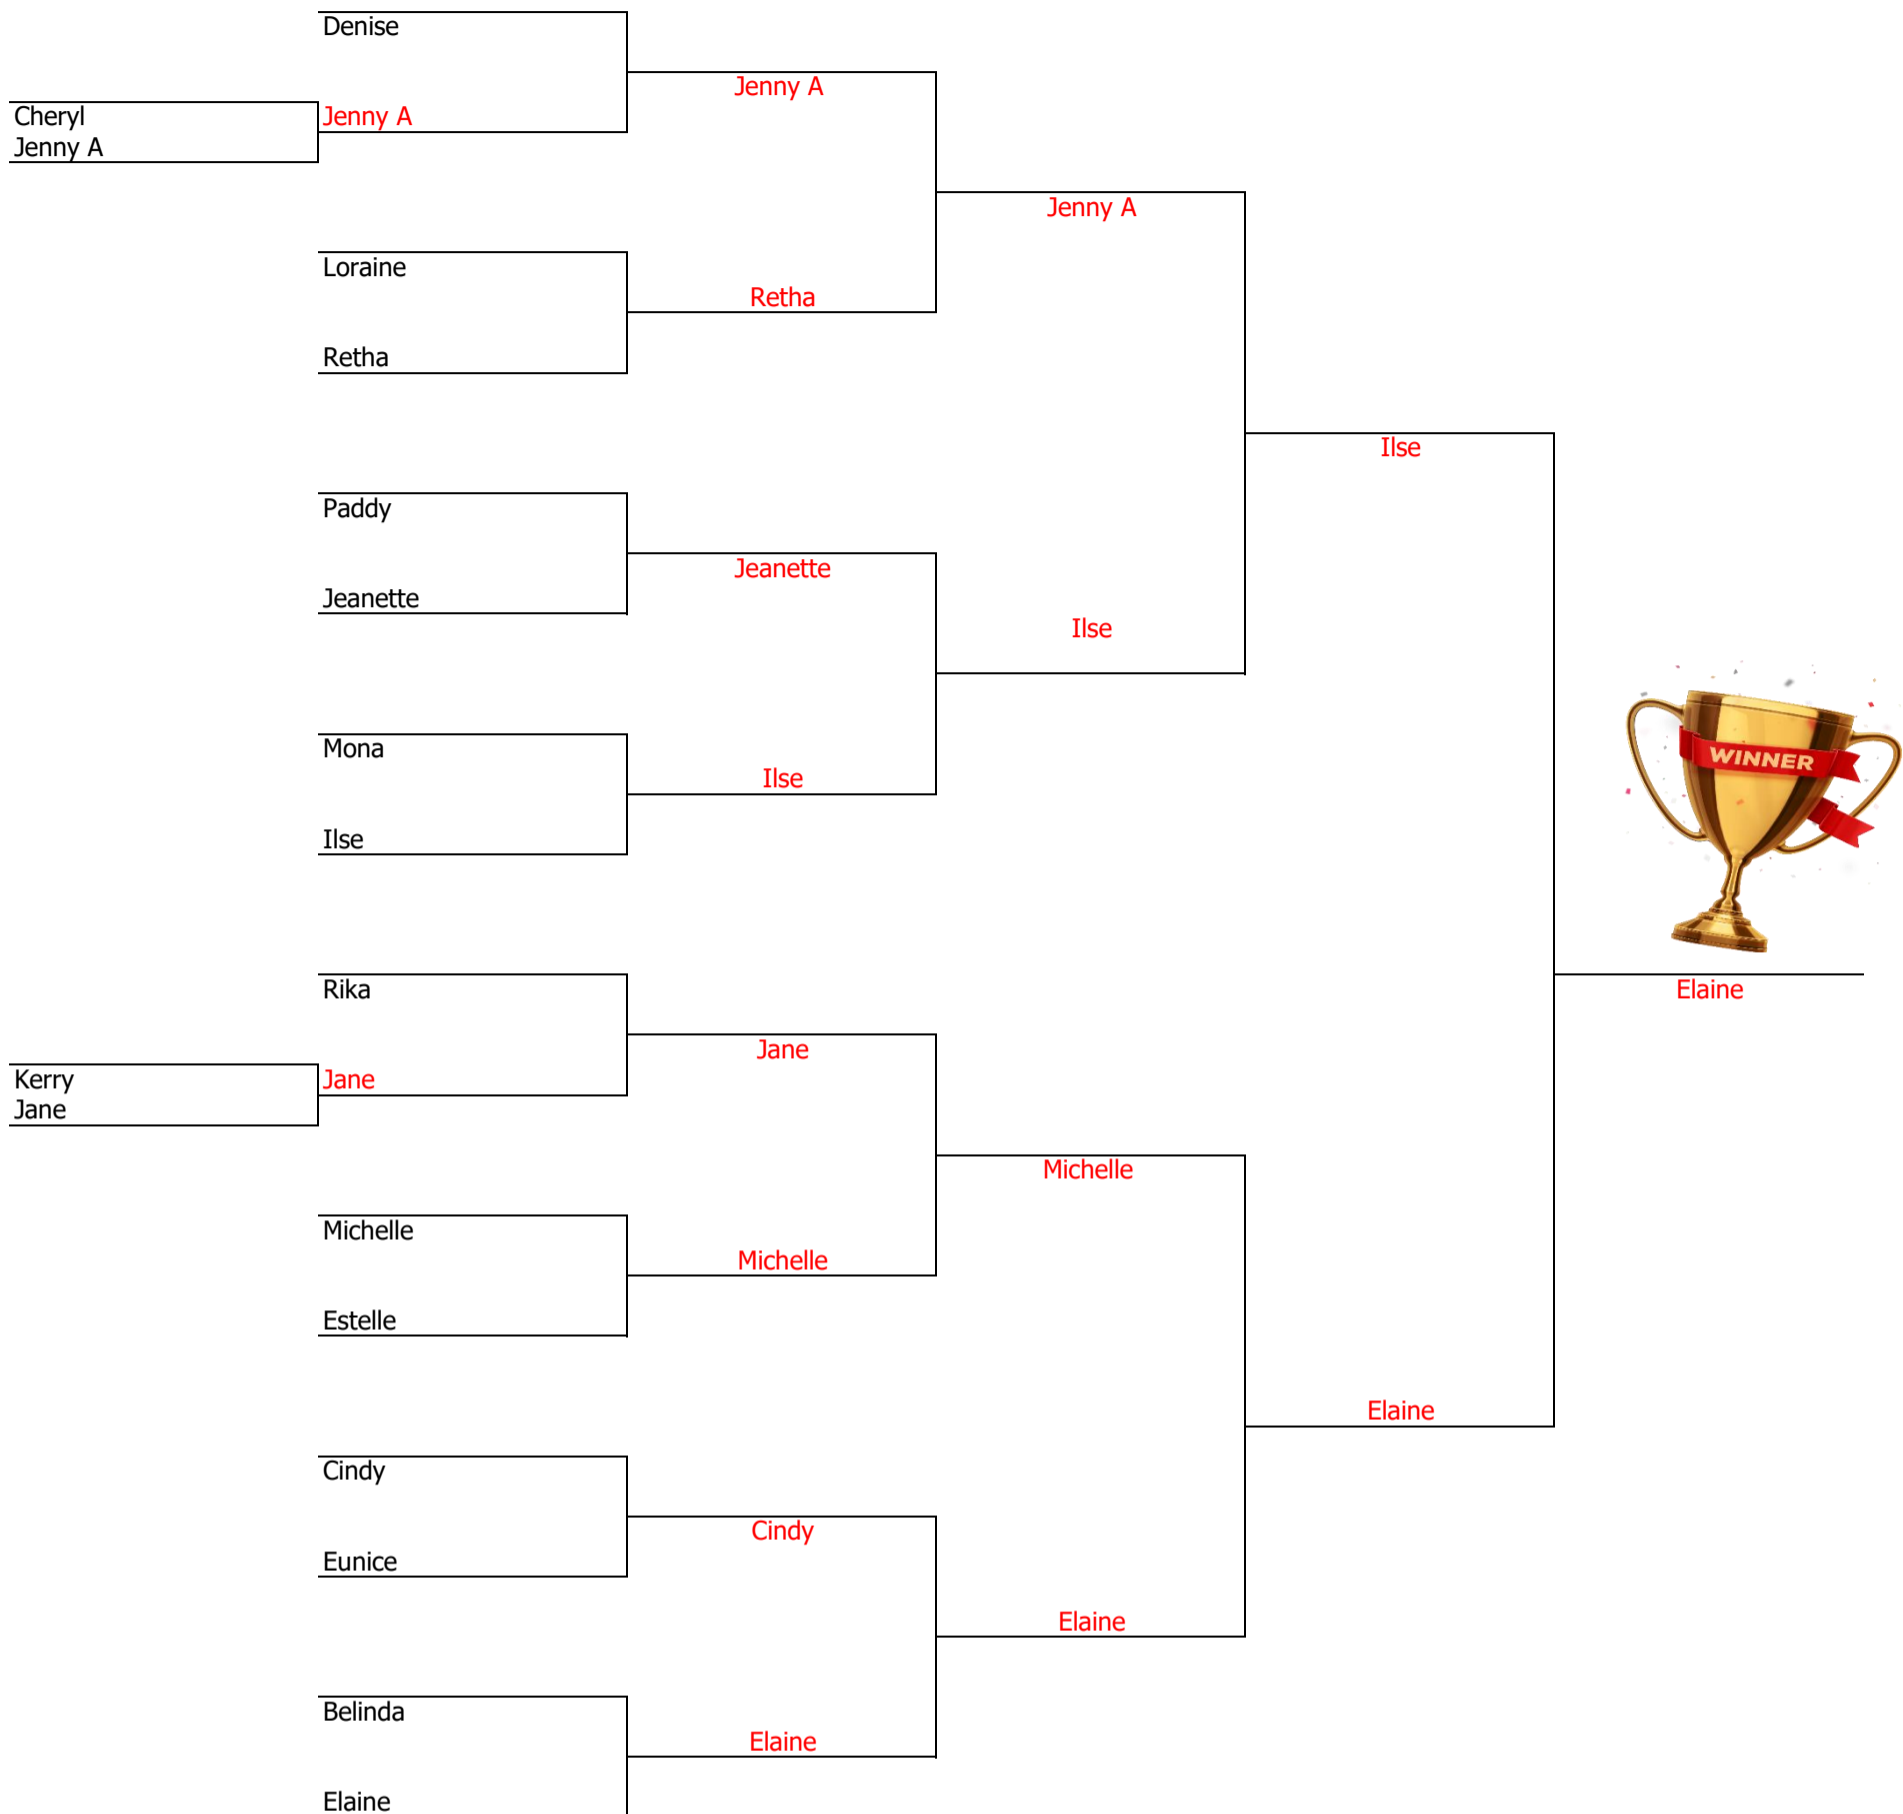 Denise
Jenny A
Cheryl
Jenny A
Jenny A
Jenny A
Loraine
Retha
Retha
Ilse
Paddy
Jeanette
Jeanette
Ilse
Mona
WINNER
Ilse
Ilse
Rika
Elaine
Jane
Kerry
Jane
Jane
Michelle
Michelle
Michelle
Estelle
Elaine
Cindy
Cindy
Eunice
Elaine
Belinda
Elaine
Elaine